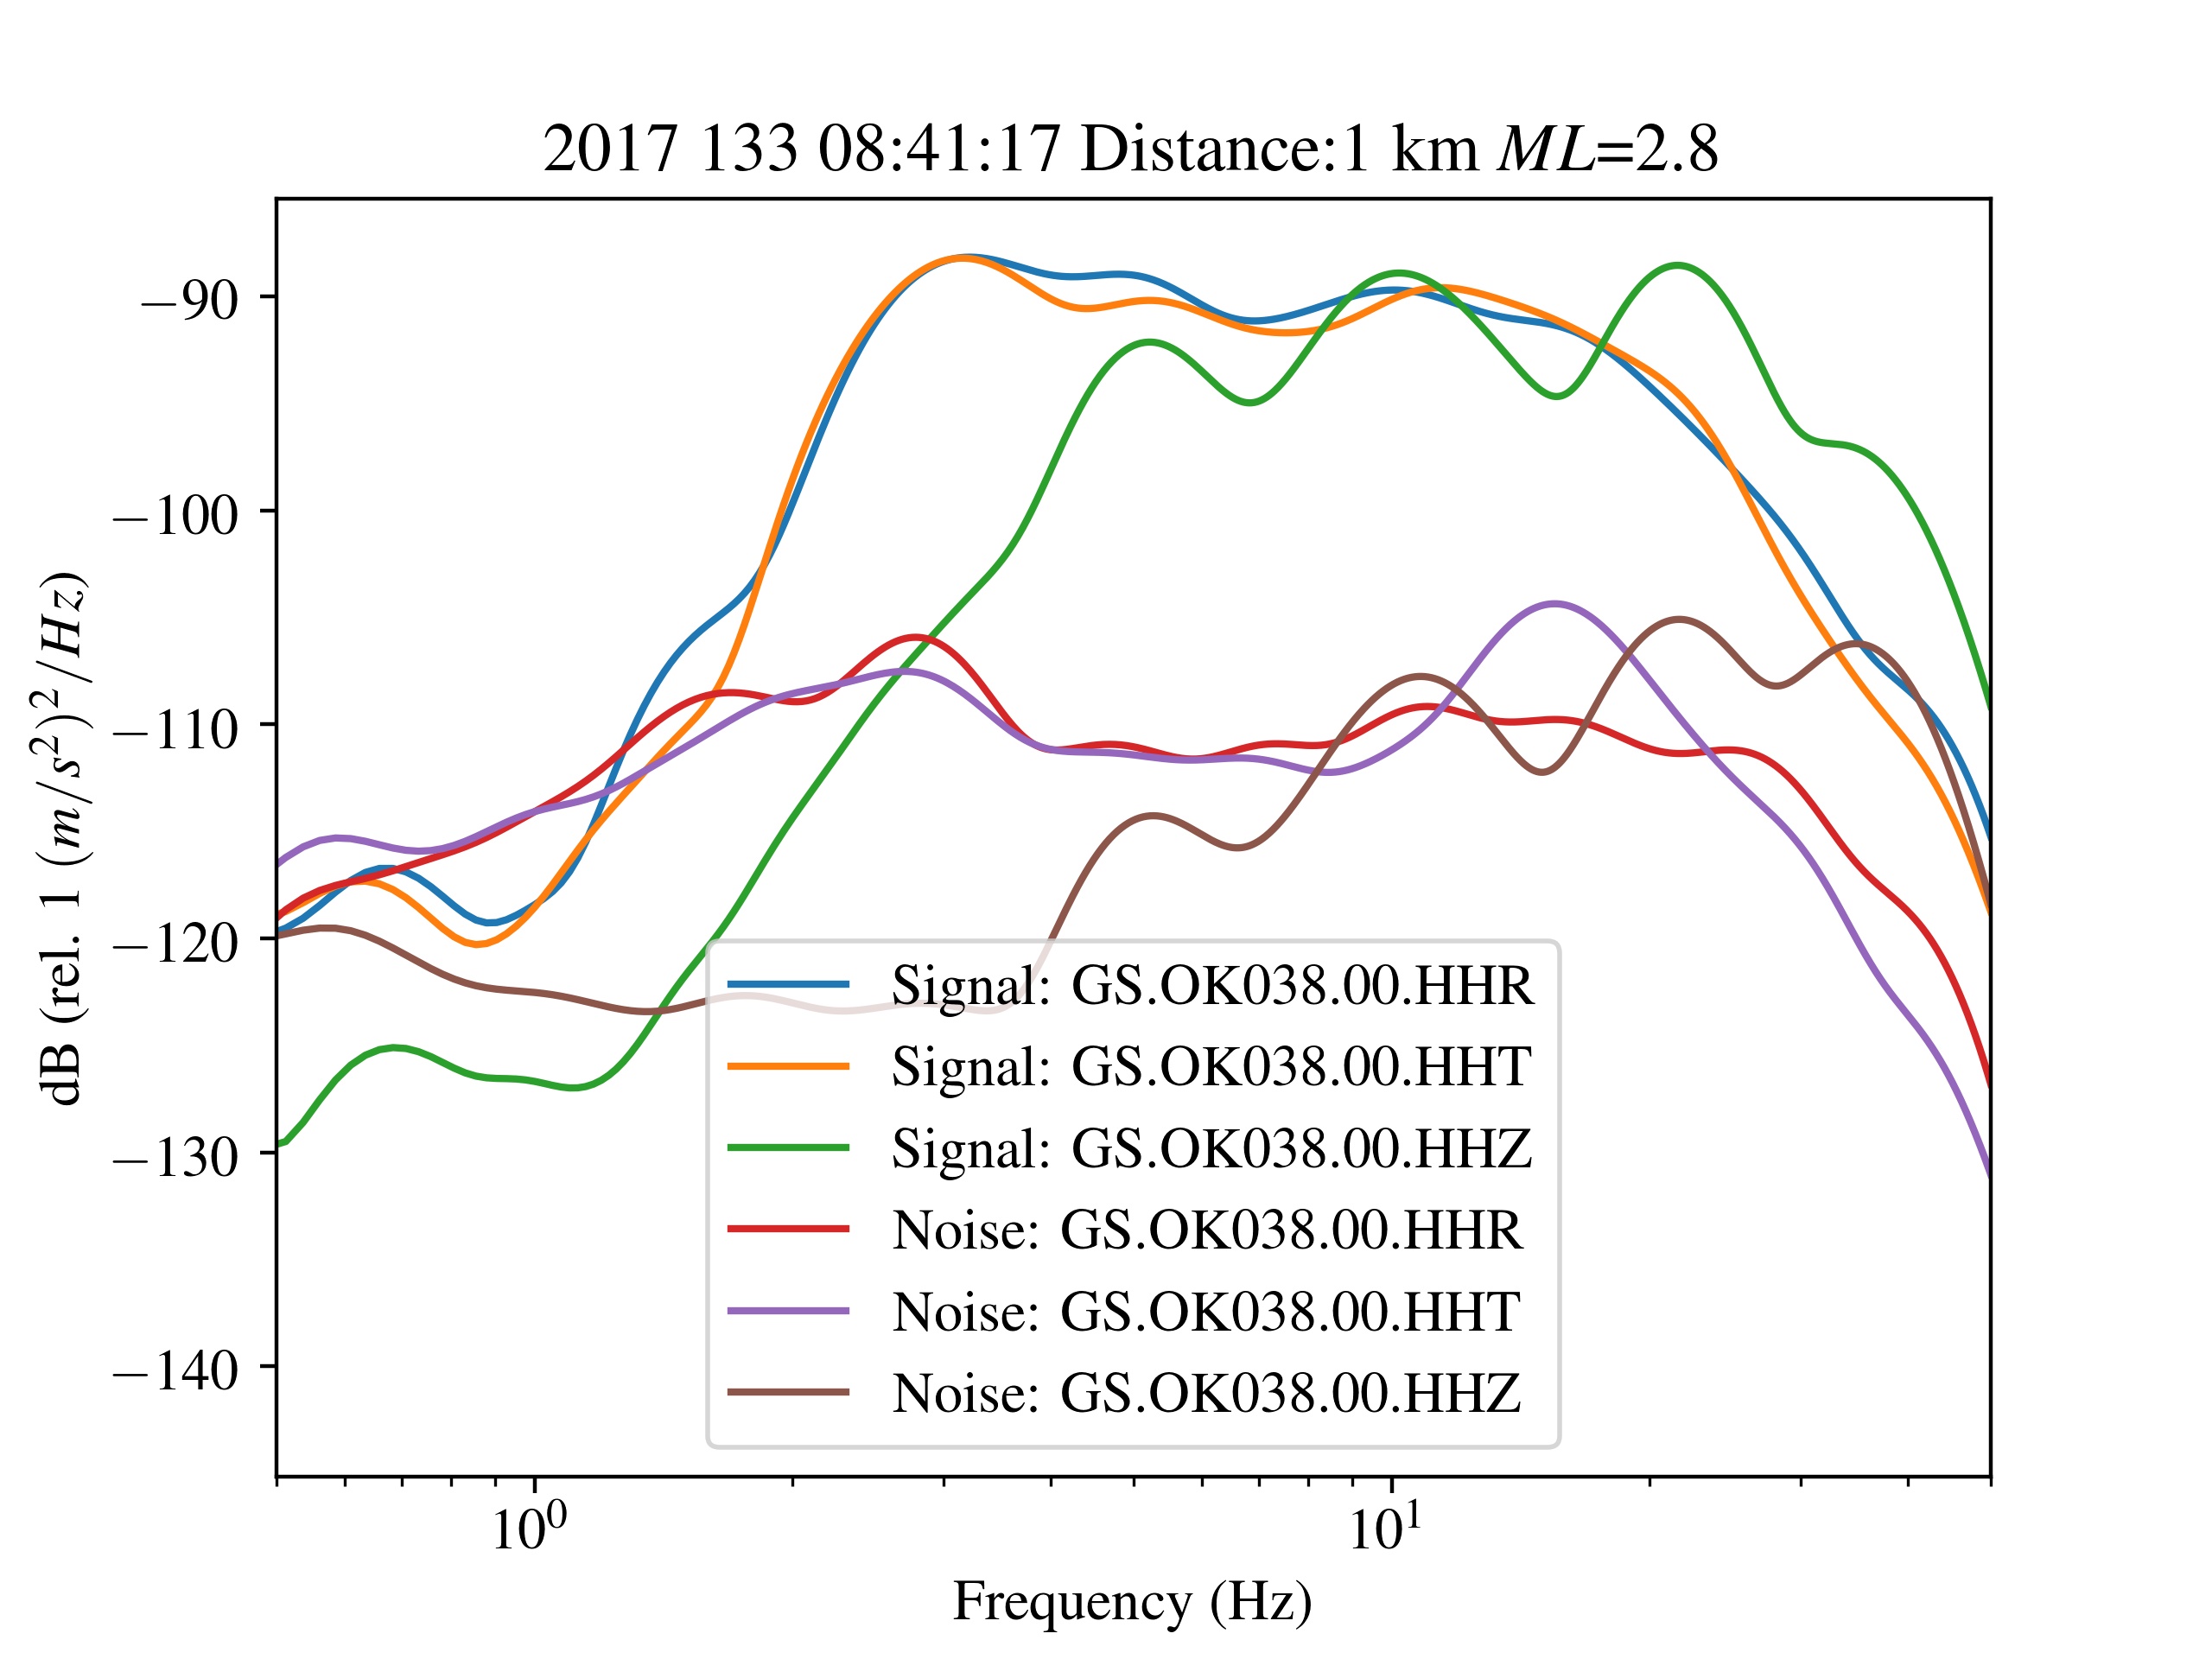 2017 133 08:41:17 Distance:1 km ML=2.8
dB (rel. 1 (m/s²)²/Hz)
−90
−100
−110
−120
−130
−140
Signal: GS.OK038.00.HHR
Signal: GS.OK038.00.HHT
Signal: GS.OK038.00.HHZ
Noise: GS.OK038.00.HHR
Noise: GS.OK038.00.HHT
Noise: GS.OK038.00.HHZ
10⁰ 10¹
Frequency (Hz)